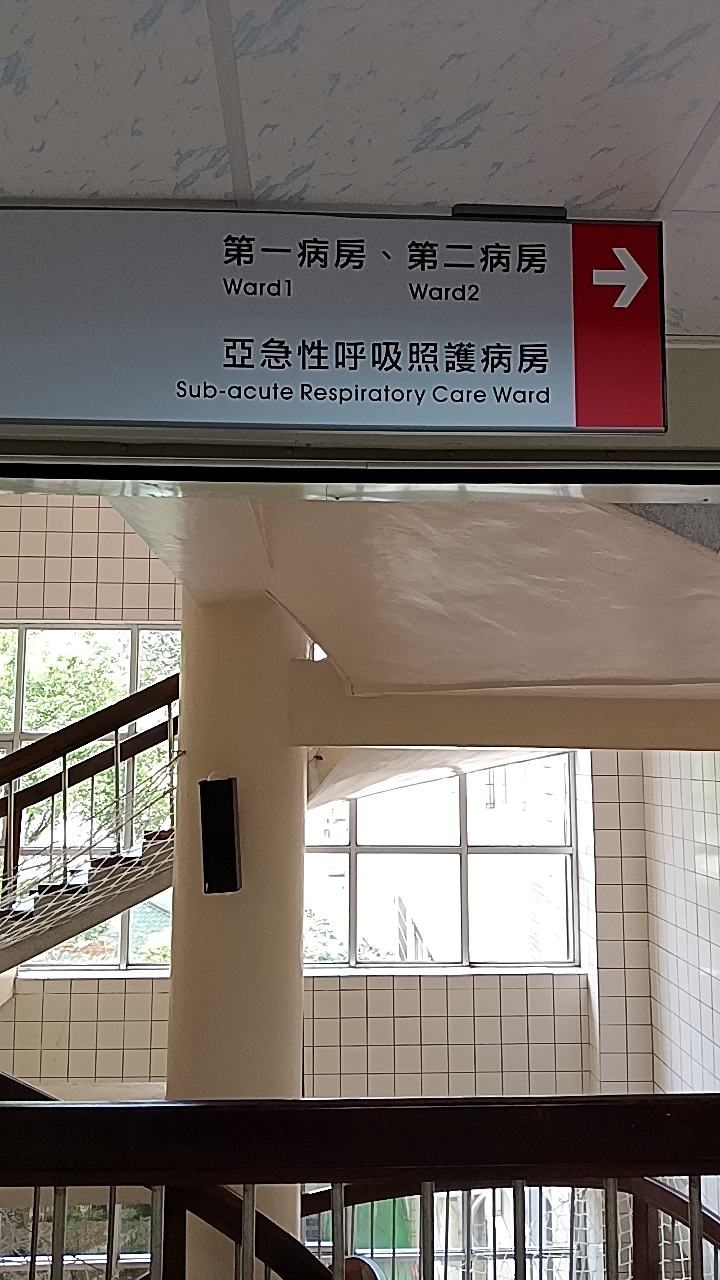 第一病房、第二病房
Ward1 Ward2
亞急性呼吸照護病房
Sub-acute Respiratory Care Ward